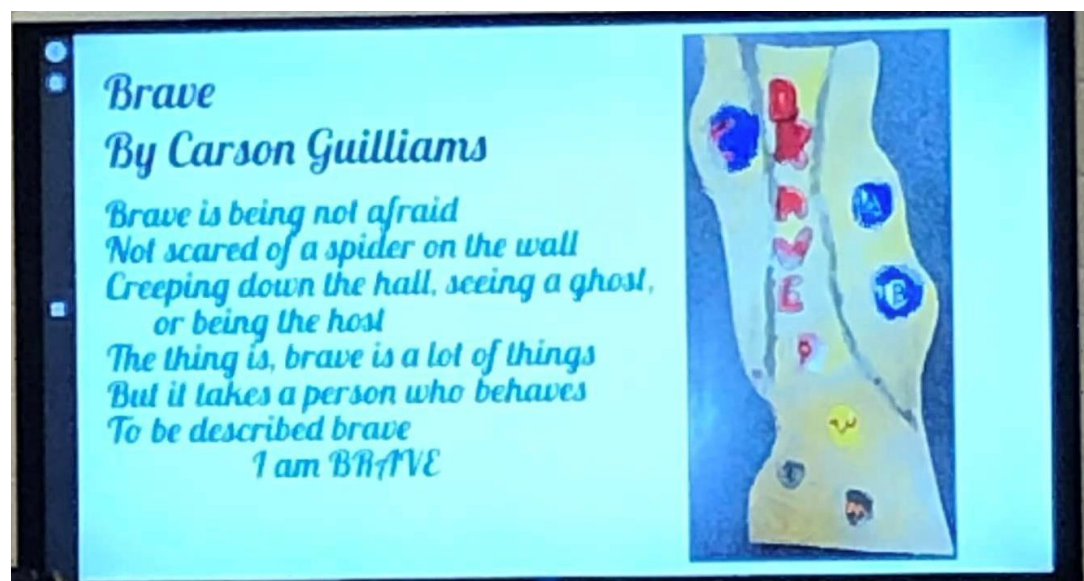 Brave
By Carson Guilliams
Brave is being not afraid
Not scared of a spider on the wall
Creeping down the hall, seeing a ghost,
or being the host
The thing is, brave is a lot of things
But it takes a person who behaves
To be described brave
I am BRAVE
A
B